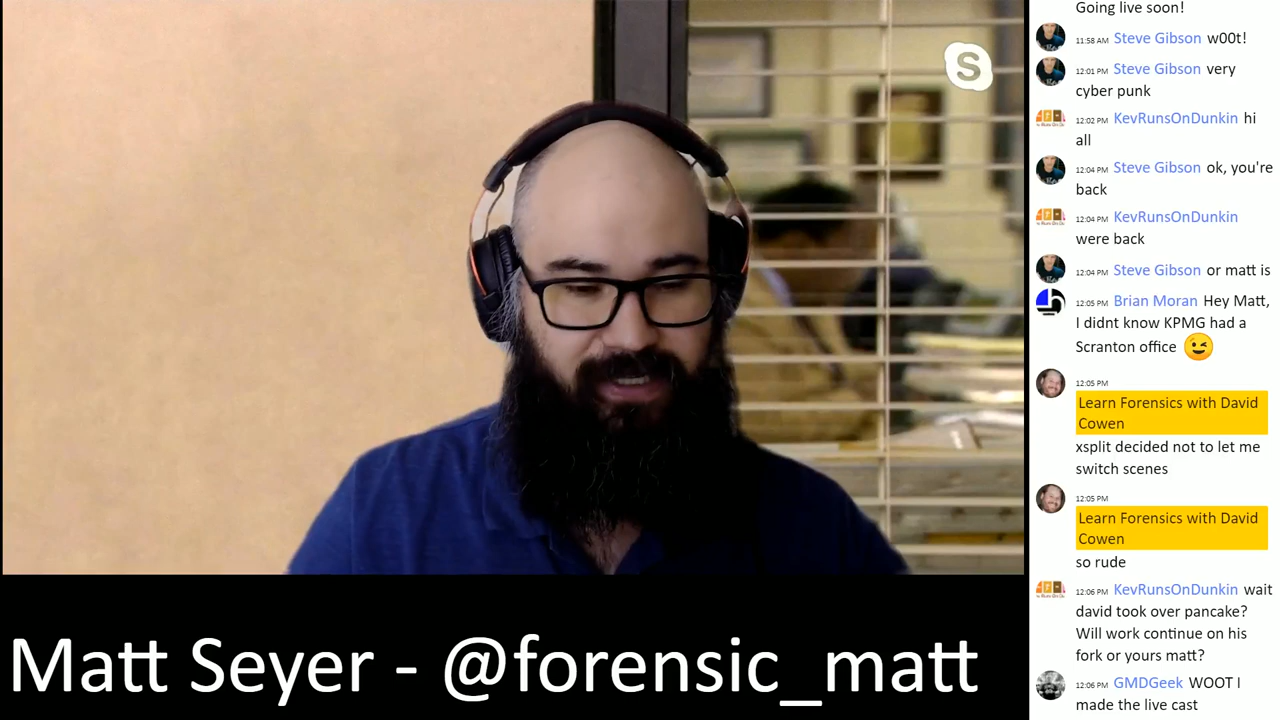 Going live soon!
11:58 AM Steve Gibson w00t!
12:01 PM Steve Gibson very
cyber punk
12:02 PM KevRunsOnDunkin hi
all
12:04 PM Steve Gibson ok, you're
back
12:04 PM KevRunsOnDunkin
were back
12:04 PM Steve Gibson or matt is
12:05 PM Brian Moran Hey Matt,
I didnt know KPMG had a
Scranton office 😉
12:05 PM
Learn Forensics with David
Cowen
xsplit decided not to let me
switch scenes
12:05 PM
Learn Forensics with David
Cowen
so rude
12:06 PM KevRunsOnDunkin wait
david took over pancake?
Will work continue on his
fork or yours matt?
12:06 PM GMDGeek WOOT I
made the live cast
S
Matt Seyer - @forensic_matt